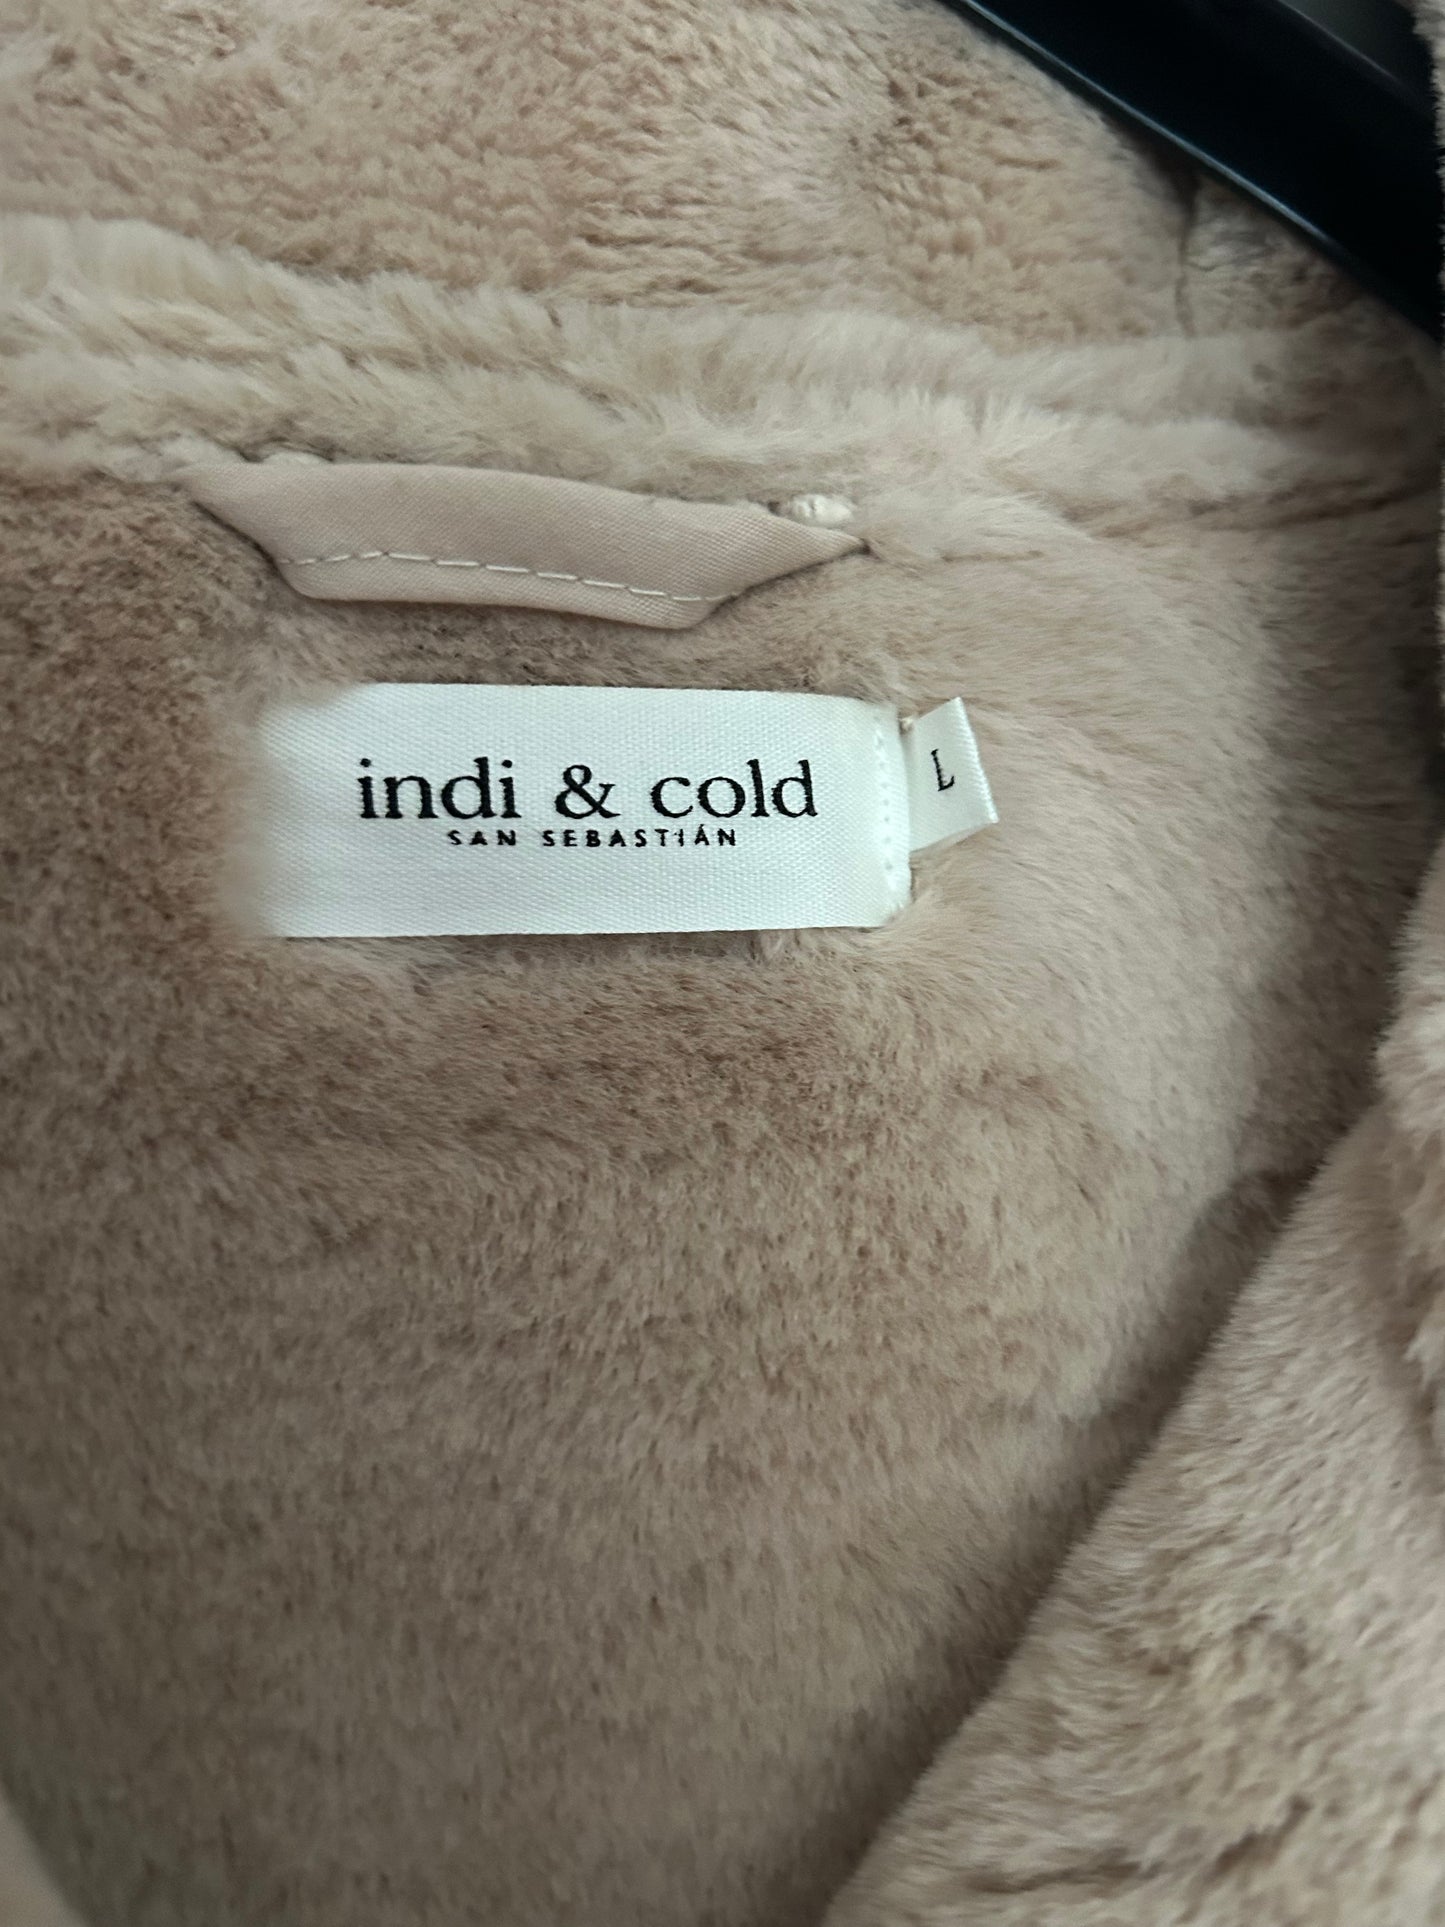 indi & cold
SAN SEBASTIÁN
L